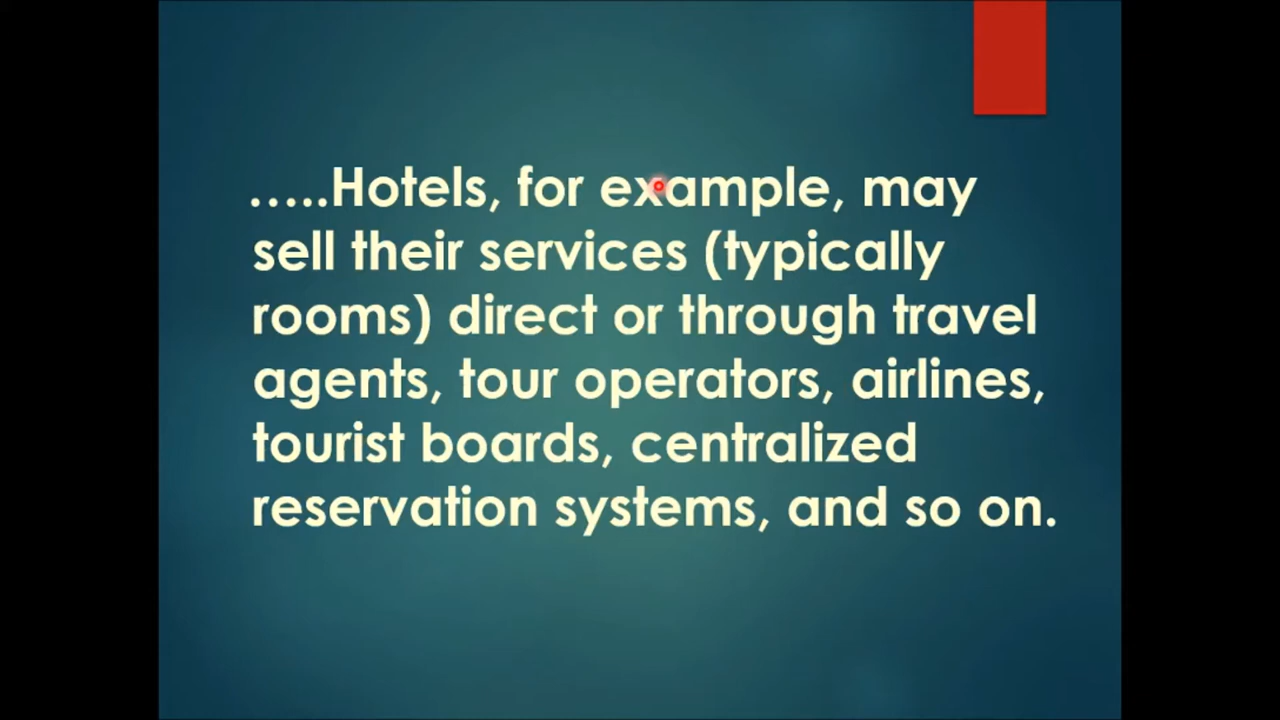 …..Hotels, for example, may
sell their services (typically
rooms) direct or through travel
agents, tour operators, airlines,
tourist boards, centralized
reservation systems, and so on.